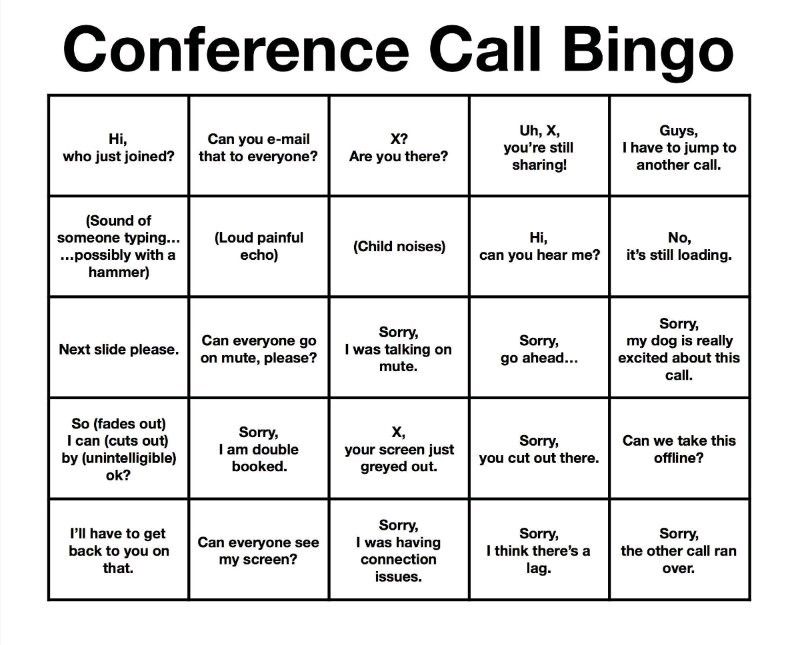 Conference Call Bingo
Hi,
who just joined?
Can you e-mail
that to everyone?
X?
Are you there?
Uh, X,
you're still
sharing!
Guys,
I have to jump to
another call.
(Sound of
someone typing...
...possibly with a
hammer)
(Loud painful
echo)
(Child noises)
Hi,
can you hear me?
No,
it's still loading.
Next slide please.
Can everyone go
on mute, please?
Sorry,
I was talking on
mute.
Sorry,
go ahead...
Sorry,
my dog is really
excited about this
call.
So (fades out)
I can (cuts out)
by (unintelligible)
ok?
Sorry,
I am double
booked.
X,
your screen just
greyed out.
Sorry,
you cut out there.
Can we take this
offline?
I'll have to get
back to you on
that.
Can everyone see
my screen?
Sorry,
I was having
connection
issues.
Sorry,
I think there's a
lag.
Sorry,
the other call ran
over.